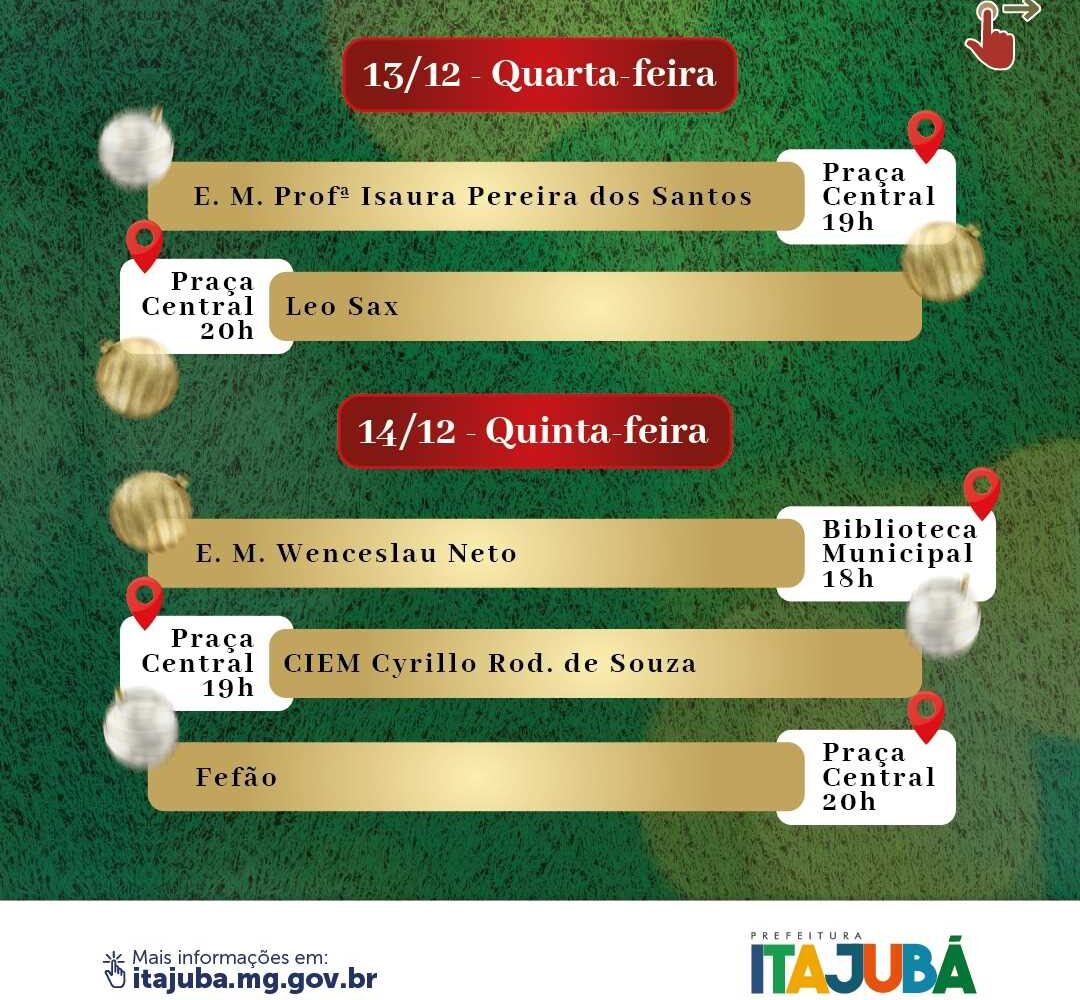 13/12 - Quarta-feira
E. M. Profª Isaura Pereira dos Santos
Praça
Central
19h
Praça
Central
20h
Leo Sax
14/12 - Quinta-feira
E. M. Wenceslau Neto
Biblioteca
Municipal
18h
Praça
Central
19h
CIEM Cyrillo Rod. de Souza
Fefão
Praça
Central
20h
Mais informações em:
itajuba.mg.gov.br
PREFEITURA
ITAJUBÁ